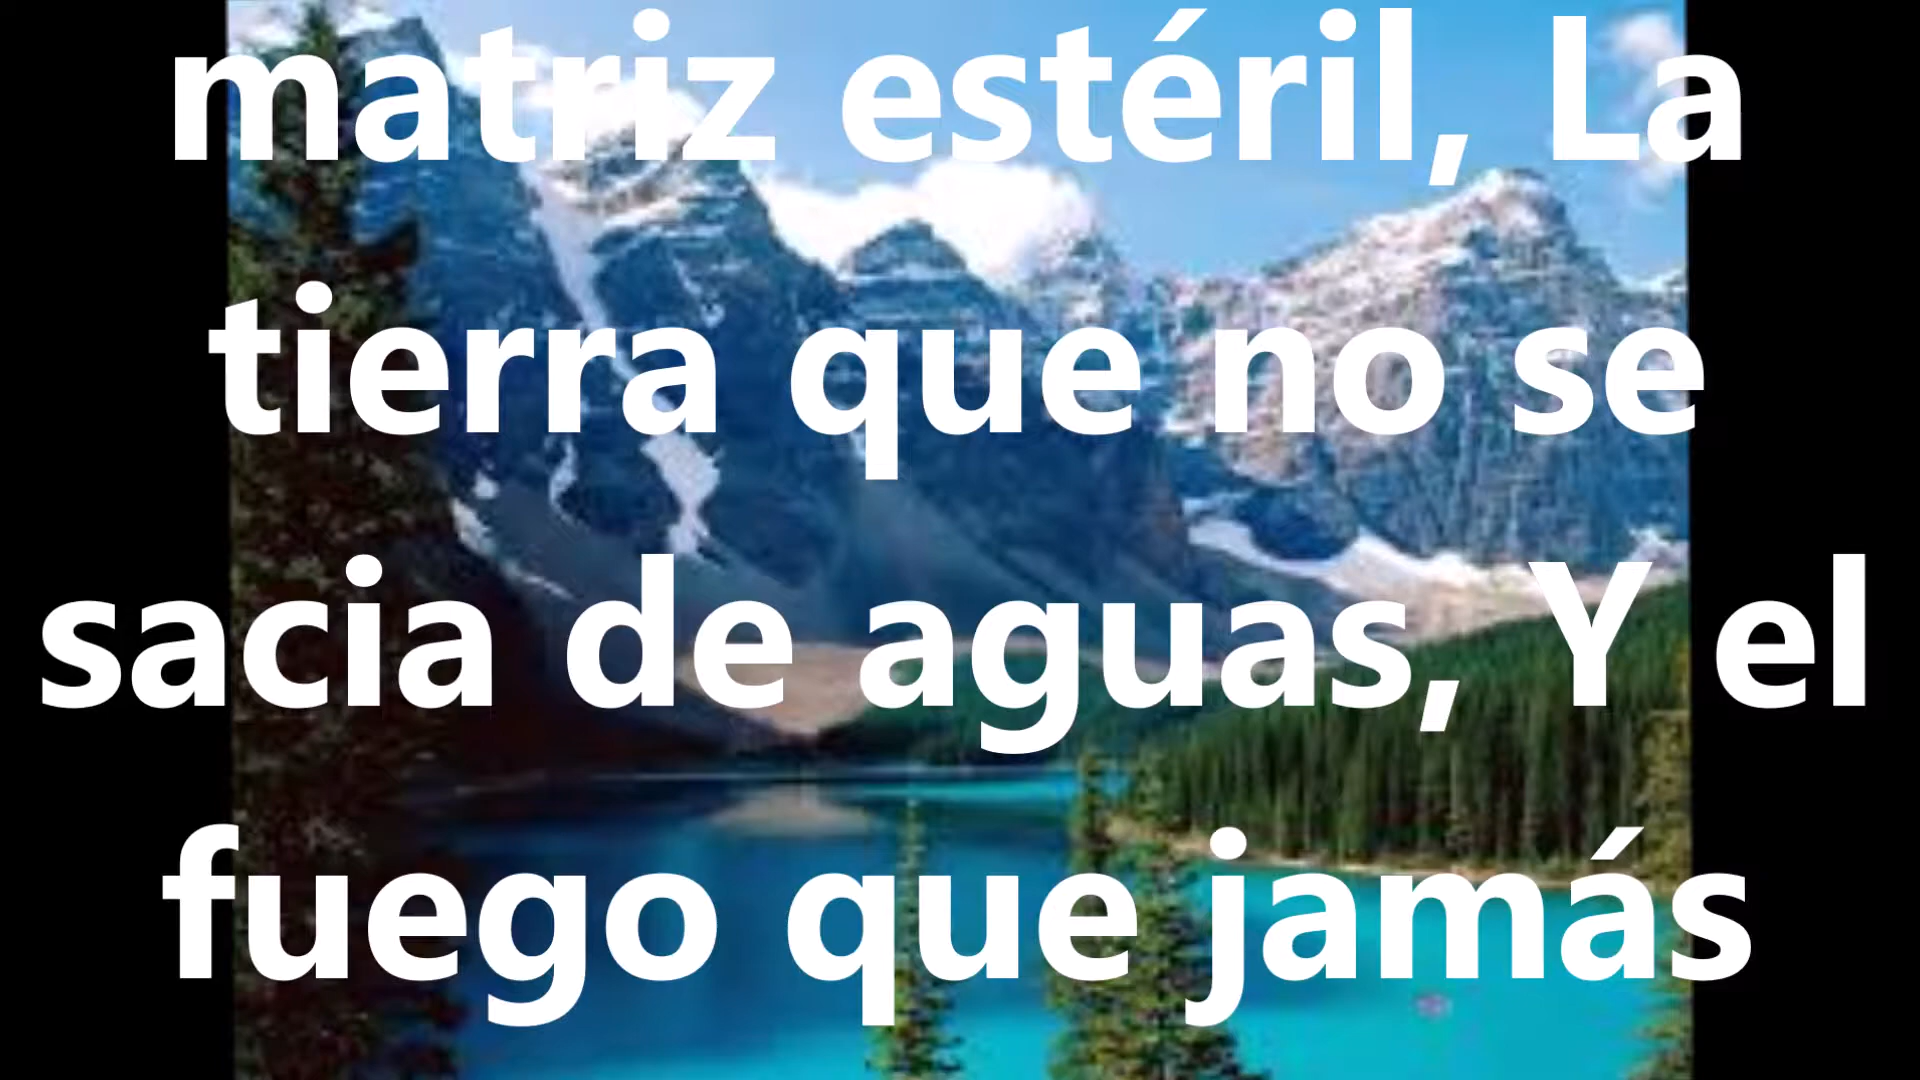 matriz estéril, La
tierra que no se
sacia de aguas, Y el
fuego que jamás